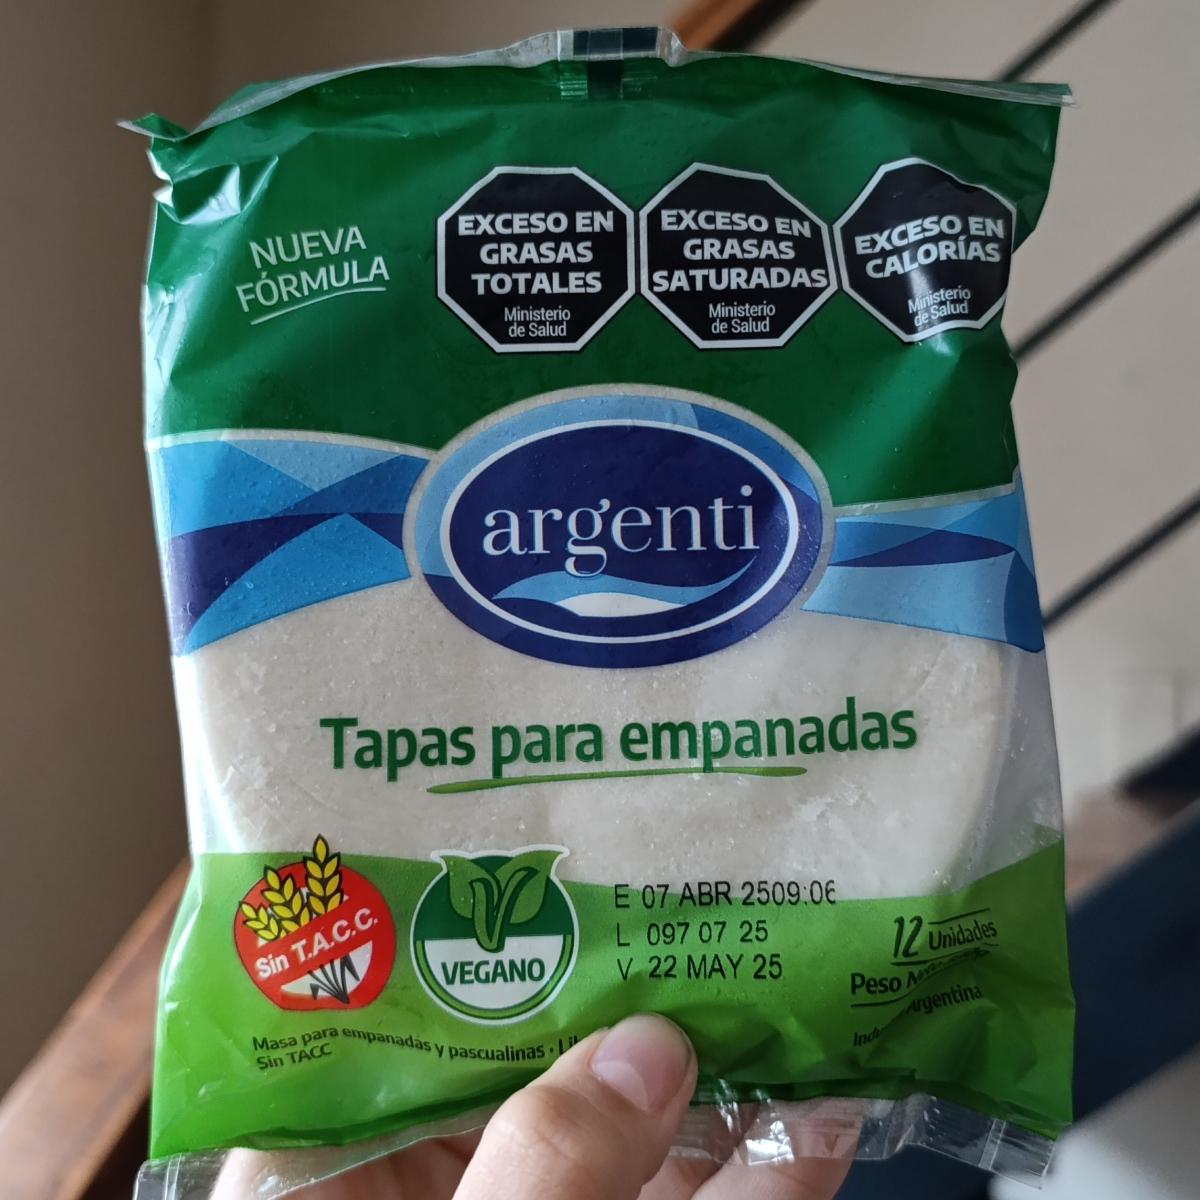 NUEVA
FÓRMULA
EXCESO EN
GRASAS
TOTALES
Ministerio
de Salud
EXCESO EN
GRASAS
SATURADAS
Ministerio
de Salud
EXCESO EN
CALORÍAS
Ministerio
de Salud
argenti
Tapas para empanadas
Sin T.A.C.C.
VEGANO
E 07 ABR 2509:06
L 097 07 25
V 22 MAY 25
12 Unidades
Peso
Argentina
Masa para empanadas y pascualinas ·
Sin TACC